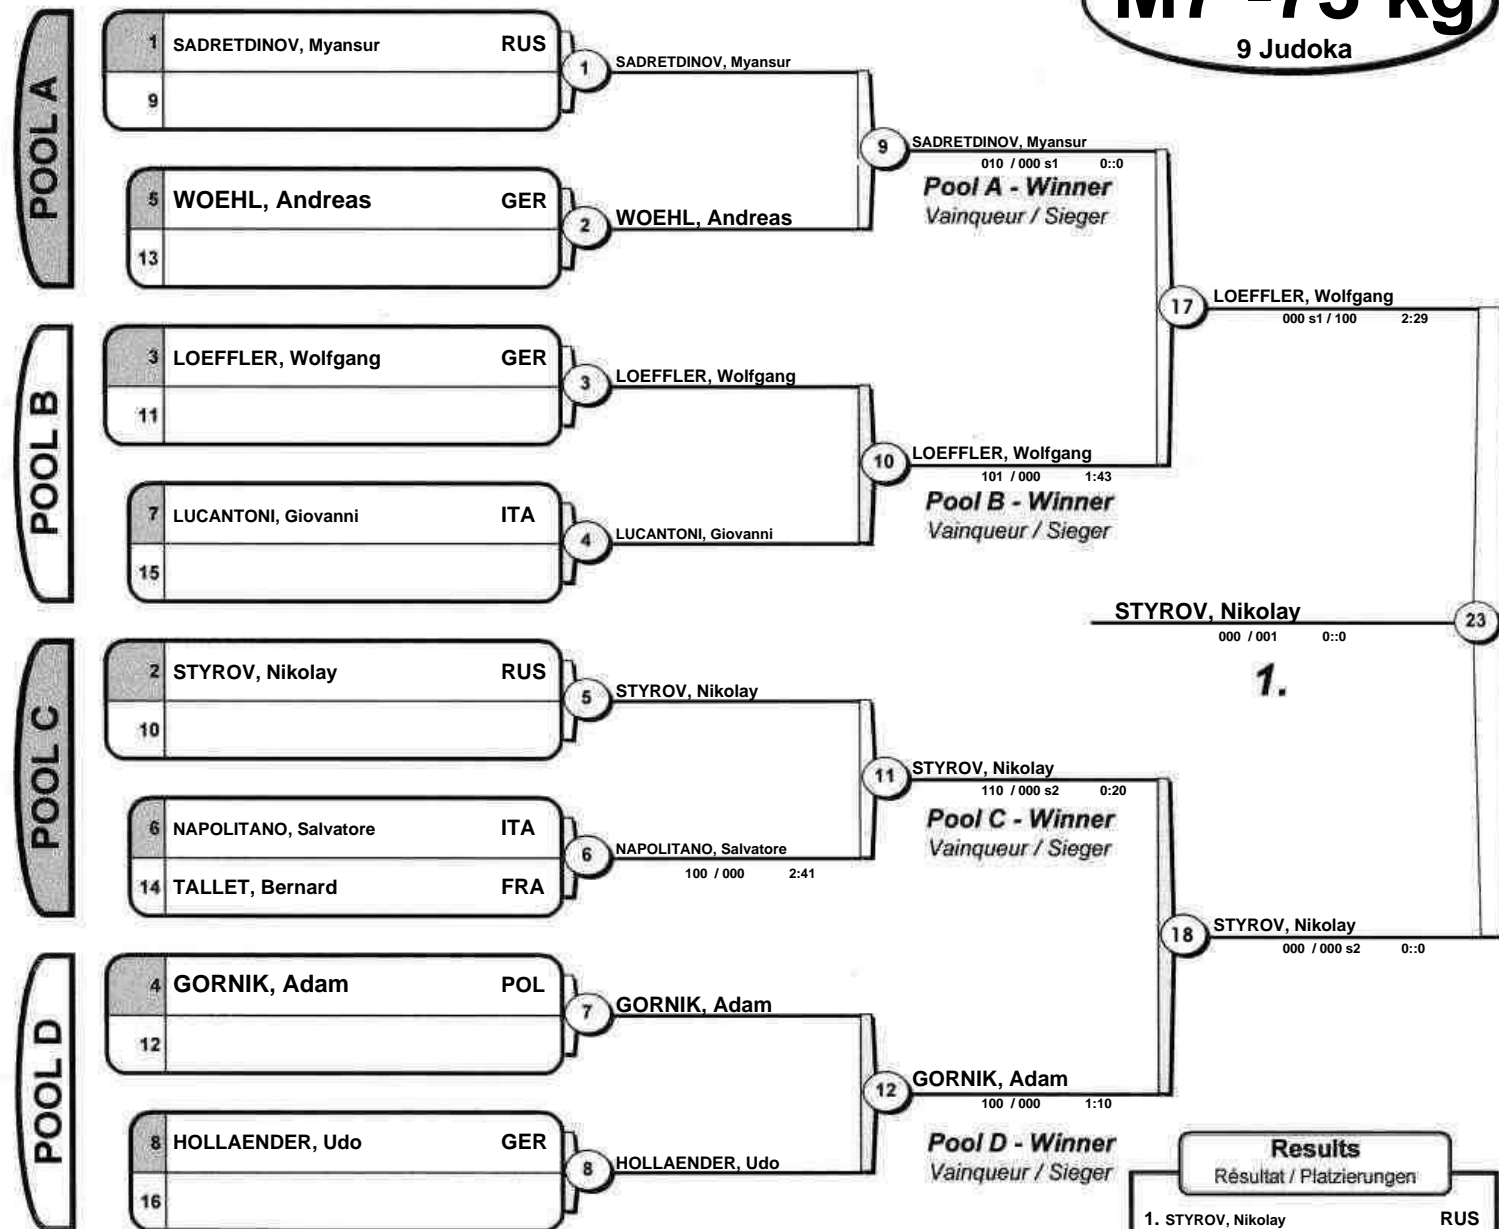 M7 -73 kg
9 Judoka
POOL A
1 SADRETDINOV, Myansur RUS
9
1 SADRETDINOV, Myansur
5 WOEHL, Andreas GER
13
2 WOEHL, Andreas
9 SADRETDINOV, Myansur
010 / 000 s1 0::0
Pool A - Winner
Vainqueur / Sieger
POOL B
3 LOEFFLER, Wolfgang GER
11
3 LOEFFLER, Wolfgang
7 LUCANTONI, Giovanni ITA
15
4 LUCANTONI, Giovanni
10 LOEFFLER, Wolfgang
101 / 000 1:43
Pool B - Winner
Vainqueur / Sieger
17 LOEFFLER, Wolfgang
000 s1 / 100 2:29
STYROV, Nikolay 23
000 / 001 0::0
1.
POOL C
2 STYROV, Nikolay RUS
10
5 STYROV, Nikolay
6 NAPOLITANO, Salvatore ITA
14 TALLET, Bernard FRA
6 NAPOLITANO, Salvatore
100 / 000 2:41
11 STYROV, Nikolay
110 / 000 s2 0:20
Pool C - Winner
Vainqueur / Sieger
18 STYROV, Nikolay
000 / 000 s2 0::0
POOL D
4 GORNIK, Adam POL
12
7 GORNIK, Adam
8 HOLLAENDER, Udo GER
16
8 HOLLAENDER, Udo
12 GORNIK, Adam
100 / 000 1:10
Pool D - Winner
Vainqueur / Sieger
Results
Résultat / Platzierungen
1. STYROV, Nikolay RUS